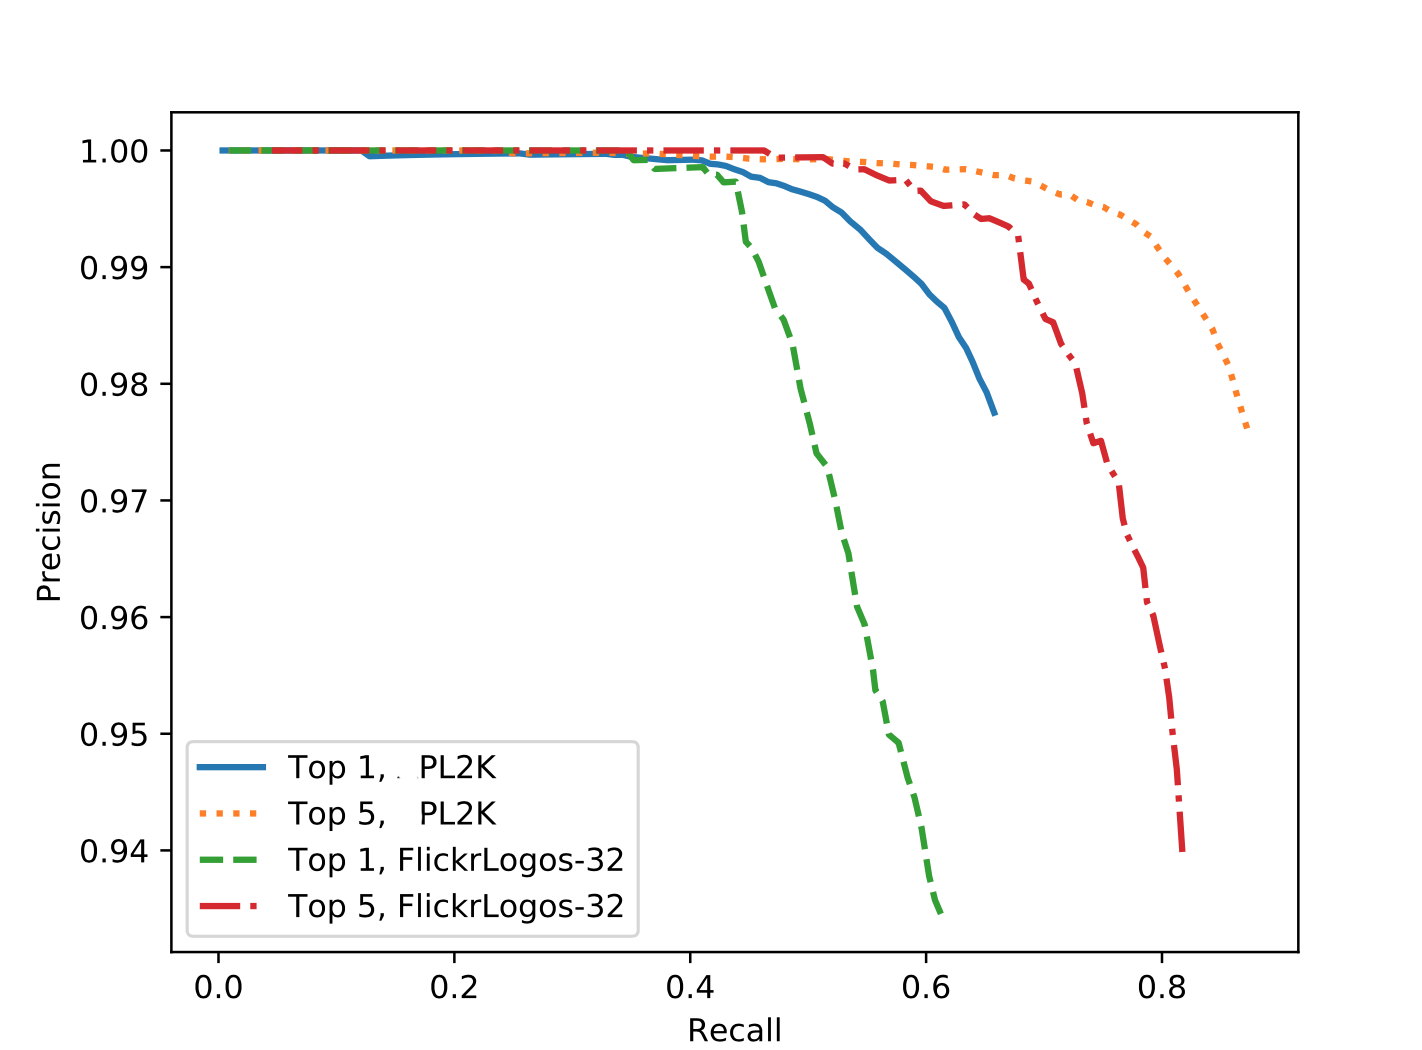 1.00
0.99
0.98
0.97
0.96
0.95
0.94
Precision
Top 1, PL2K
Top 5, PL2K
Top 1, FlickrLogos-32
Top 5, FlickrLogos-32
0.0 0.2 0.4 0.6 0.8
Recall